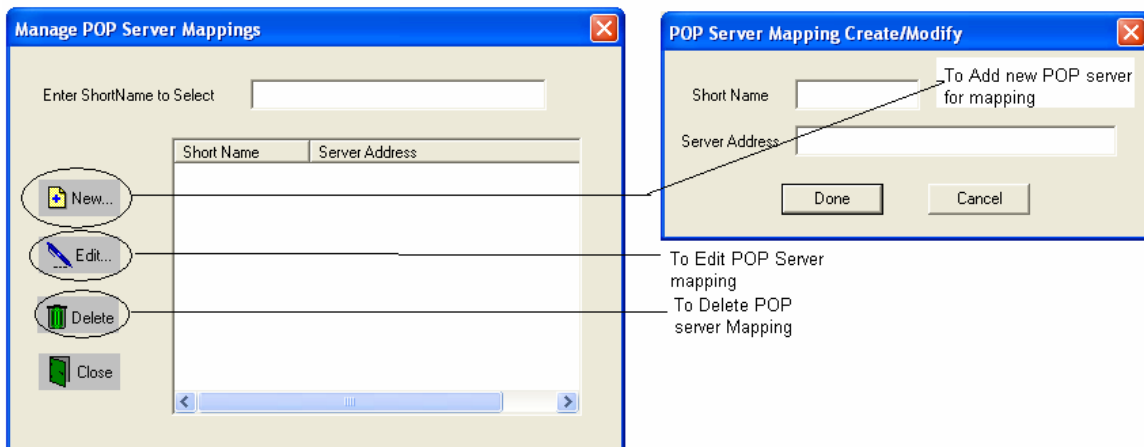 Manage POP Server Mappings
Enter ShortName to Select
Short Name Server Address
New...
Edit...
Delete
Close
POP Server Mapping Create/Modify
Short Name
To Add new POP server
for mapping
Server Address
Done Cancel
To Edit POP Server
mapping
To Delete POP
server Mapping